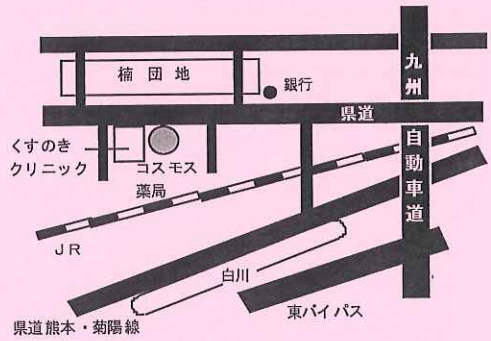 九州自動車道
楠団地
銀行
県道
くすのき
クリニック
コスモス
薬局
ＪＲ
白川
東バイパス
県道熊本・菊陽線